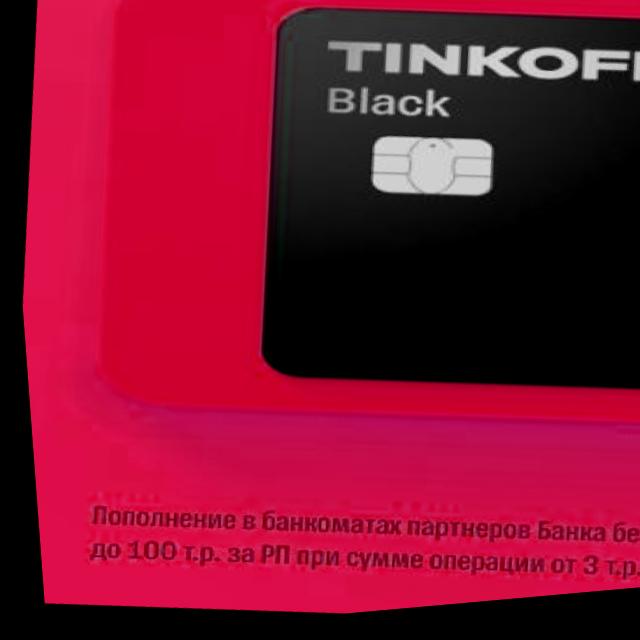 TINKOFF
Black
Пополнение в банкоматах партнеров Банка бе
до 100 т.р. за РП при сумме операции от 3 т.р.